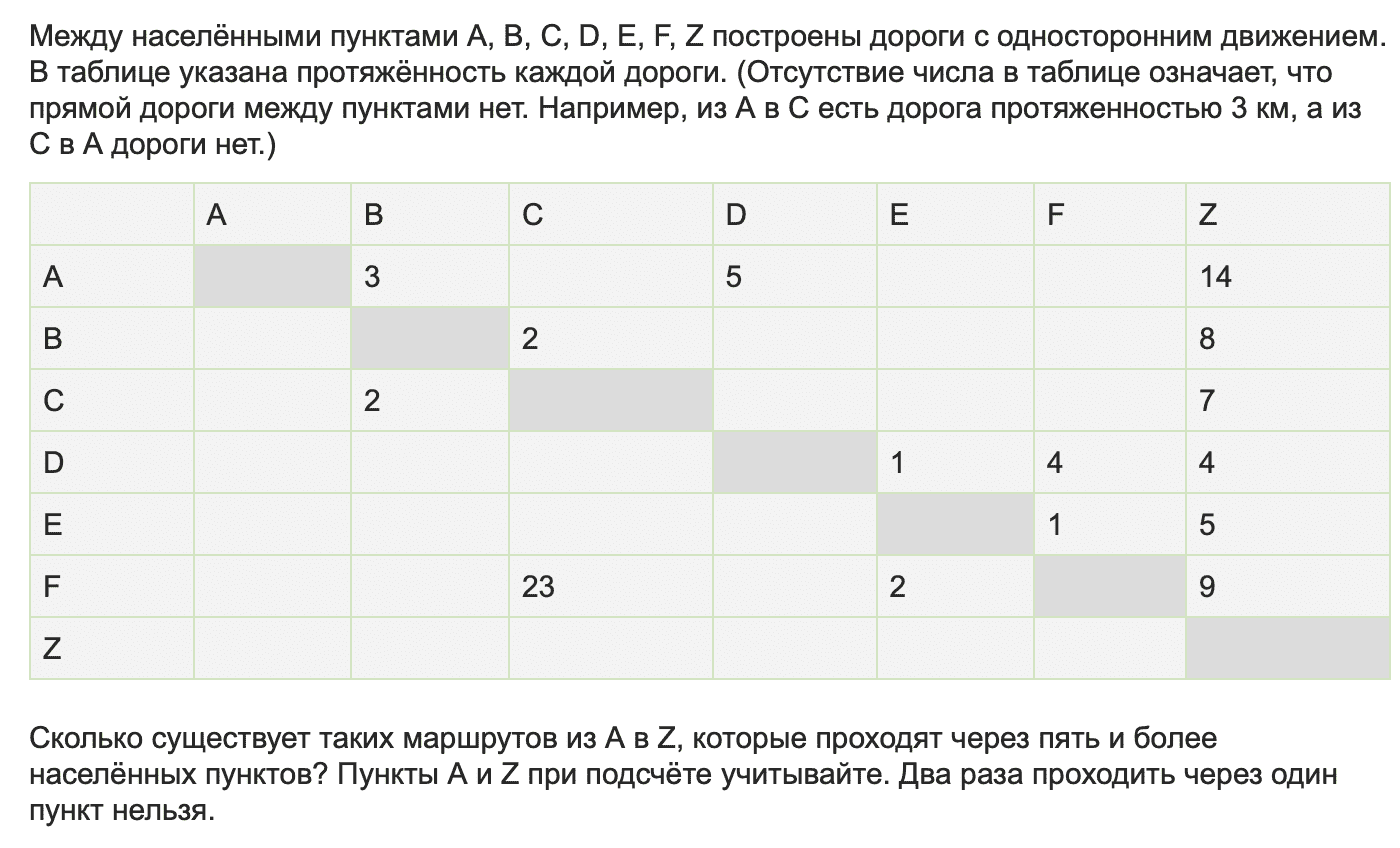 Между населёнными пунктами A, B, C, D, E, F, Z построены дороги с односторонним движением.
В таблице указана протяжённость каждой дороги. (Отсутствие числа в таблице означает, что
прямой дороги между пунктами нет. Например, из A в C есть дорога протяженностью 3 км, а из
C в A дороги нет.)
A B C D E F Z
A 3 5 14
B 2 8
C 2 7
D 1 4 4
E 1 5
F 23 2 9
Z
Сколько существует таких маршрутов из A в Z, которые проходят через пять и более
населённых пунктов? Пункты A и Z при подсчёте учитывайте. Два раза проходить через один
пункт нельзя.